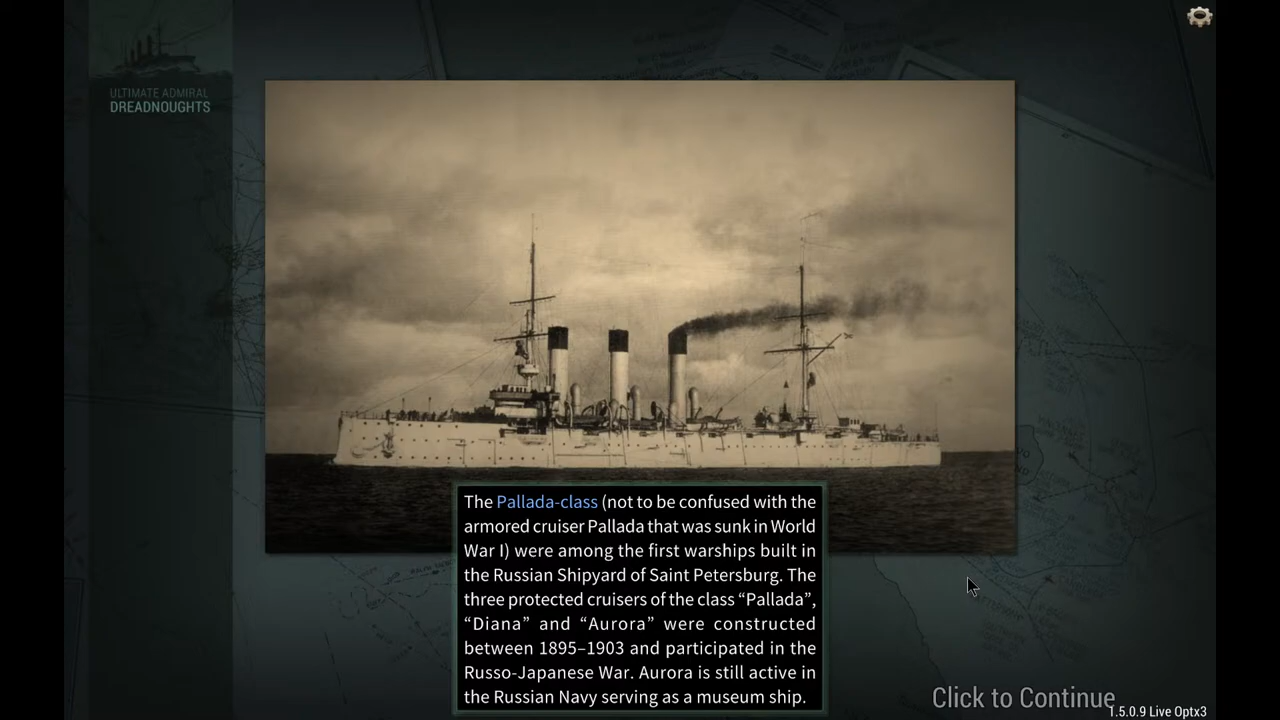 ULTIMATE ADMIRAL
DREADNOUGHTS
The Pallada-class (not to be confused with the
armored cruiser Pallada that was sunk in World
War I) were among the first warships built in
the Russian Shipyard of Saint Petersburg. The
three protected cruisers of the class “Pallada”,
“Diana” and “Aurora” were constructed
between 1895–1903 and participated in the
Russo-Japanese War. Aurora is still active in
the Russian Navy serving as a museum ship.
Click to Continue
1.5.0.9 Live Optx3